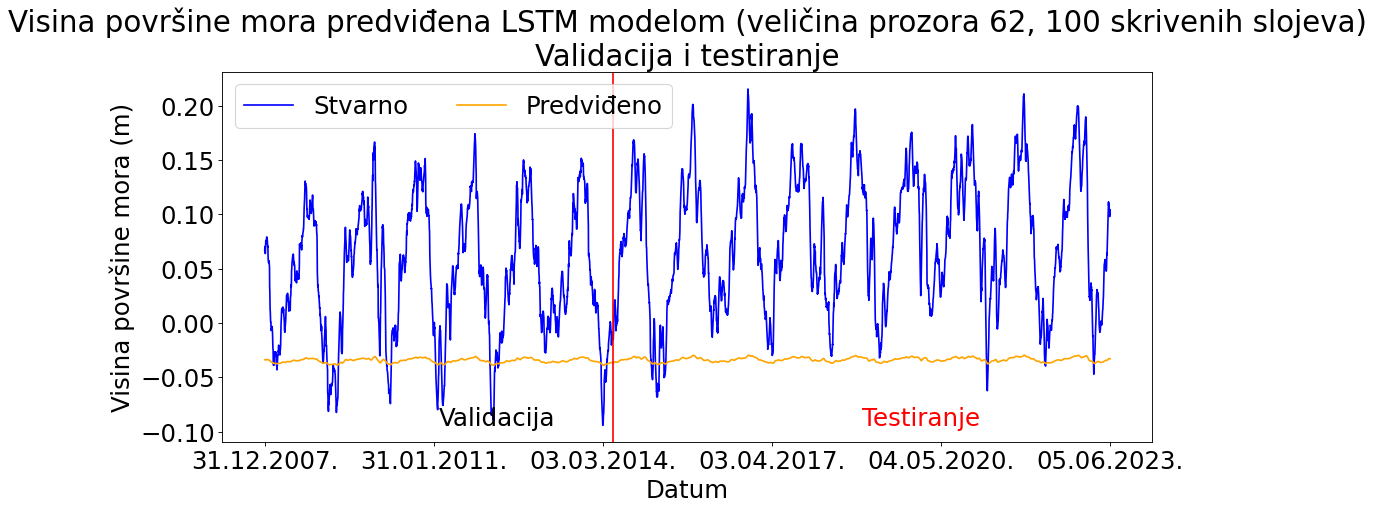 Visina površine mora predviđena LSTM modelom (veličina prozora 62, 100 skrivenih slojeva)
Validacija i testiranje
Stvarno
Predviđeno
Visina površine mora (m)
0.20
0.15
0.10
0.05
0.00
−0.05
−0.10
Validacija
Testiranje
31.12.2007.
31.01.2011.
03.03.2014.
03.04.2017.
04.05.2020.
05.06.2023.
Datum